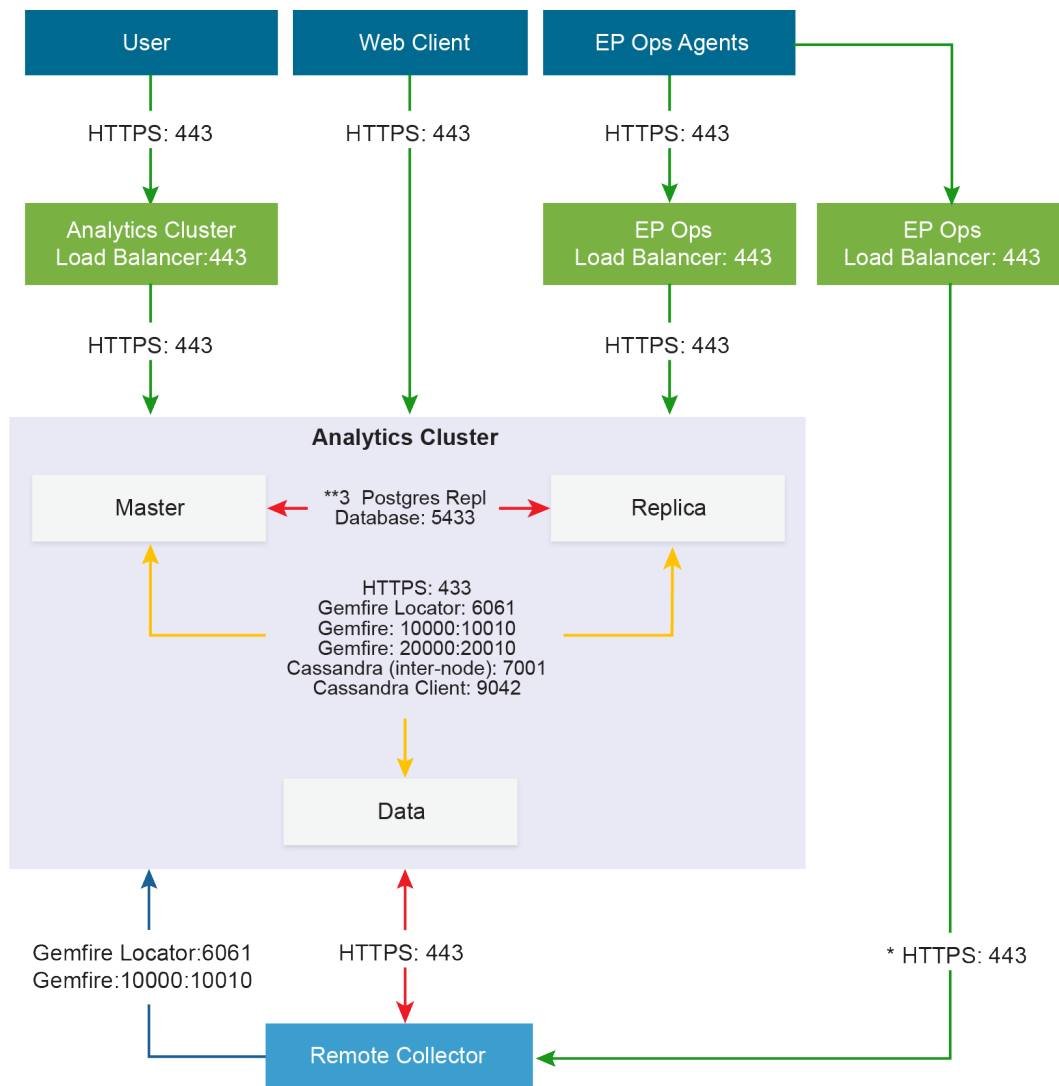 User
Web Client
EP Ops Agents
HTTPS: 443
HTTPS: 443
HTTPS: 443
Analytics Cluster
Load Balancer:443
EP Ops
Load Balancer: 443
EP Ops
Load Balancer: 443
HTTPS: 443
HTTPS: 443
Analytics Cluster
Master
**3 Postgres Repl
Database: 5433
Replica
HTTPS: 433
Gemfire Locator: 6061
Gemfire: 10000:10010
Gemfire: 20000:20010
Cassandra (inter-node): 7001
Cassandra Client: 9042
Data
Gemfire Locator:6061
Gemfire:10000:10010
HTTPS: 443
* HTTPS: 443
Remote Collector